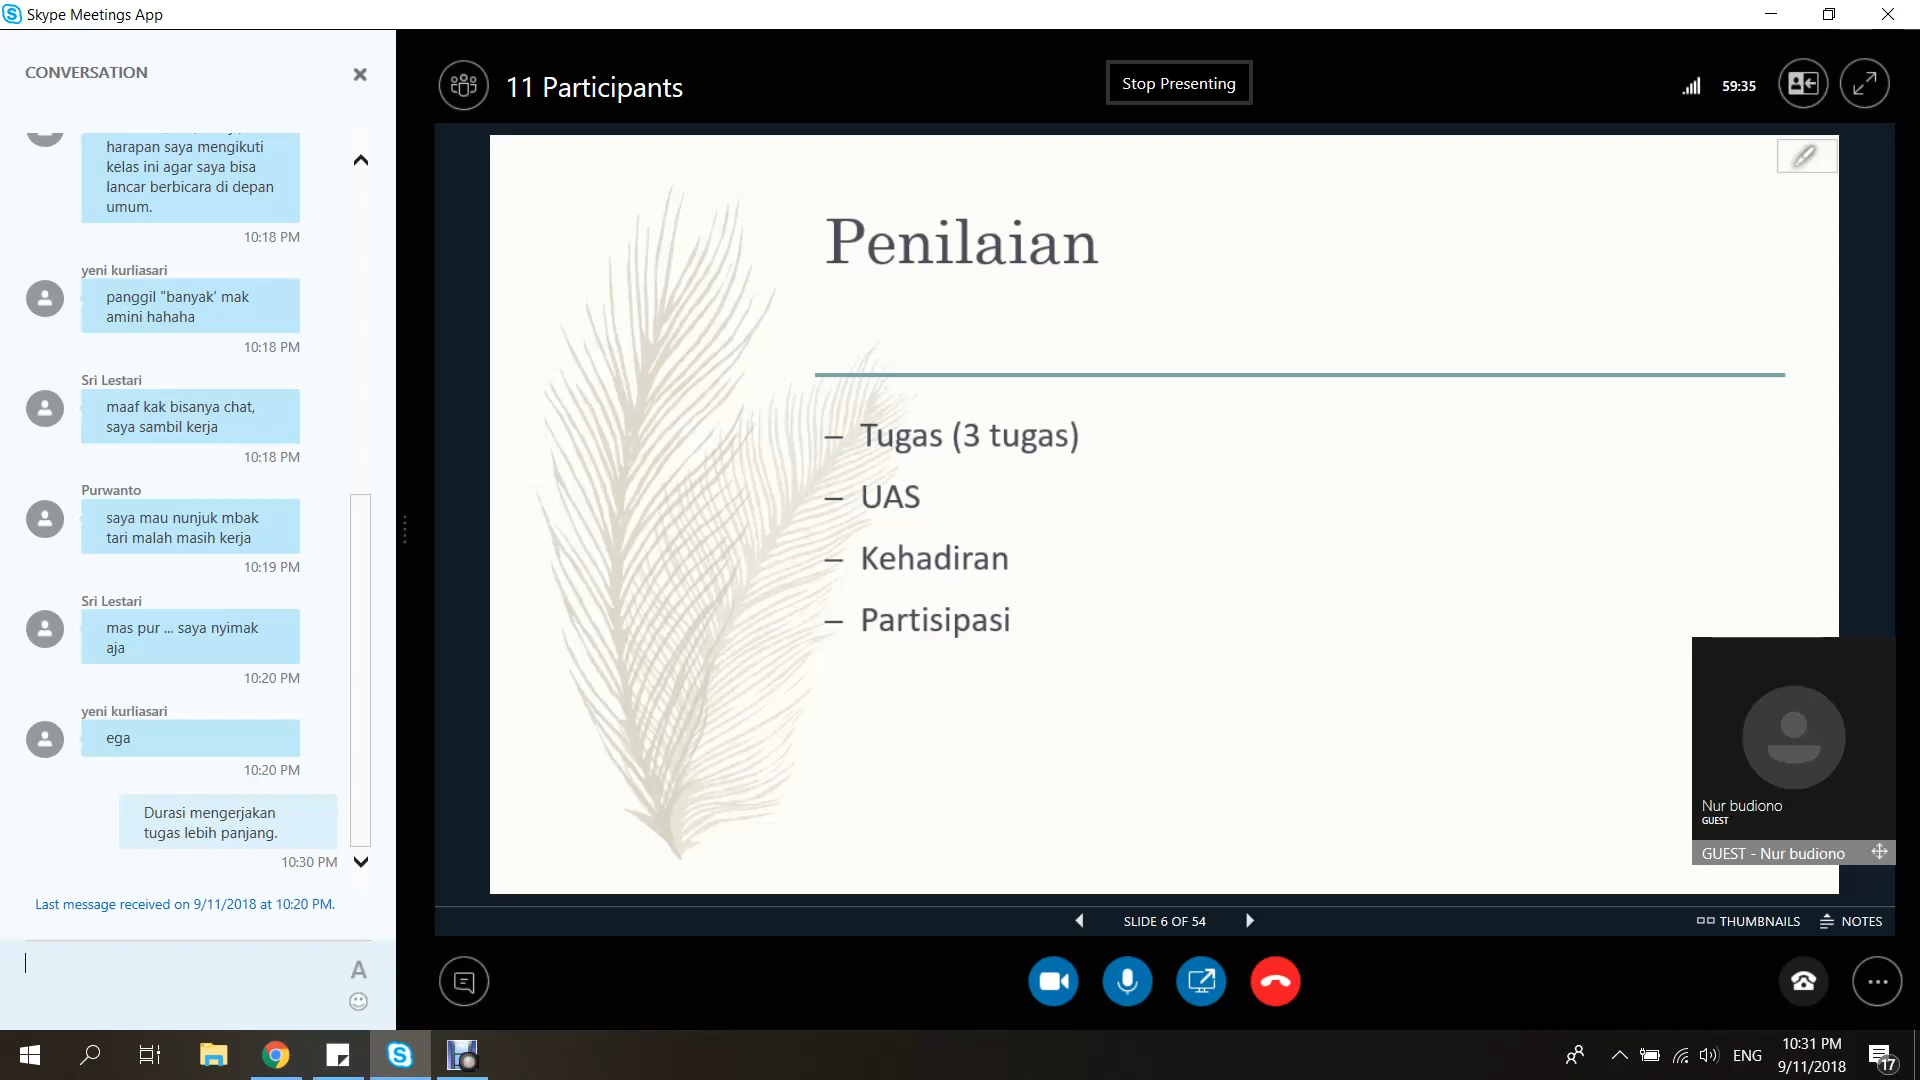 Skype Meetings App
CONVERSATION
harapan saya mengikuti
kelas ini agar saya bisa
lancar berbicara di depan
umum.
10:18 PM
yeni kurliasari
panggil "banyak' mak
amini hahaha
10:18 PM
Sri Lestari
maaf kak bisanya chat,
saya sambil kerja
10:18 PM
Purwanto
saya mau nunjuk mbak
tari malah masih kerja
10:19 PM
Sri Lestari
mas pur ... saya nyimak
aja
10:20 PM
yeni kurliasari
ega
10:20 PM
Durasi mengerjakan
tugas lebih panjang.
10:30 PM
Last message received on 9/11/2018 at 10:20 PM.
A
11 Participants
Stop Presenting
59:35
Penilaian
– Tugas (3 tugas)
– UAS
– Kehadiran
– Partisipasi
Nur budiono
GUEST
GUEST - Nur budiono
SLIDE 6 OF 54
THUMBNAILS
NOTES
ENG
10:31 PM
9/11/2018
17